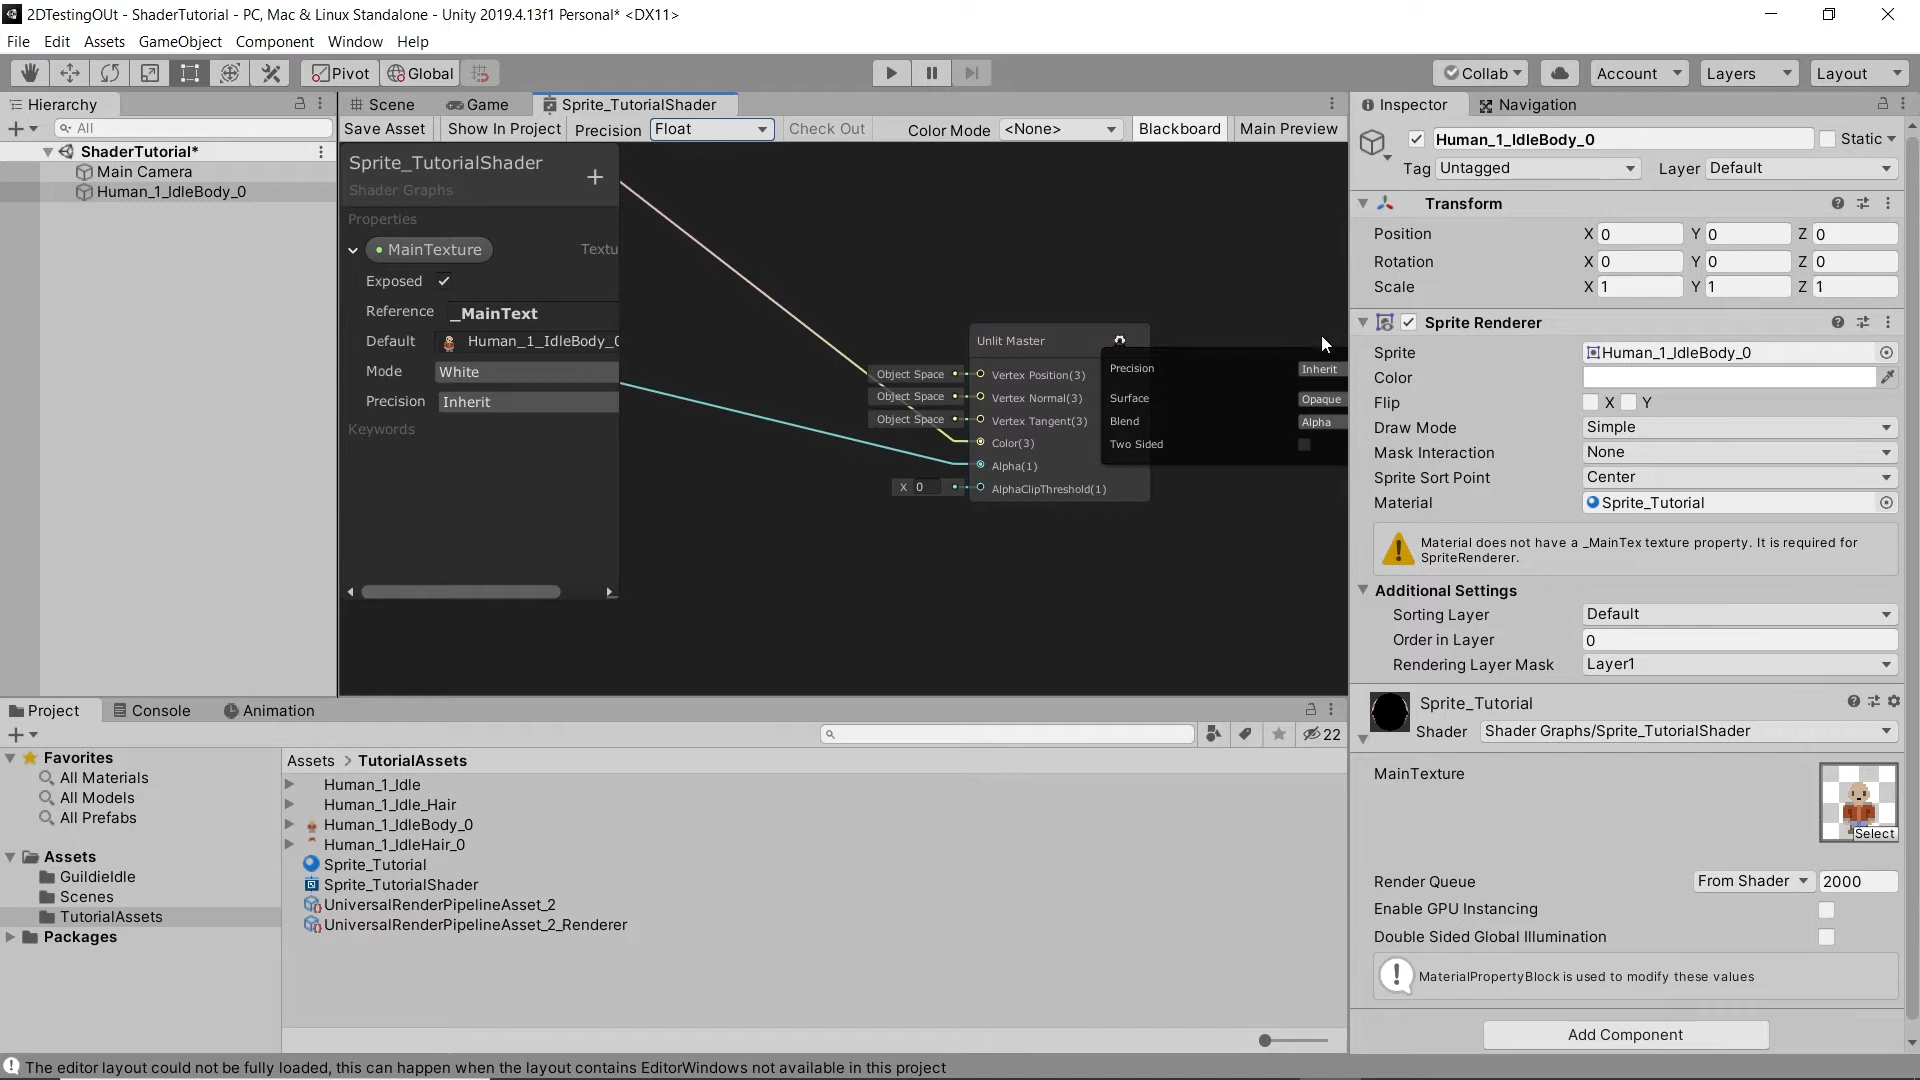 2DTestingOUt - ShaderTutorial - PC, Mac & Linux Standalone - Unity 2019.4.13f1 Personal* <DX11>
File Edit Assets GameObject Component Window Help
Pivot Global Collab Account Layers Layout
Hierarchy
All
ShaderTutorial*
Main Camera
Human_1_IdleBody_0
Scene Game Sprite_TutorialShader
Save Asset Show In Project Precision Float Check Out Color Mode <None> Blackboard Main Preview
Sprite_TutorialShader
Shader Graphs
Properties
MainTexture Textu
Exposed
Reference _MainText
Default Human_1_IdleBody_0
Mode White
Precision Inherit
Keywords
Unlit Master
Object Space Vertex Position(3)
Object Space Vertex Normal(3)
Object Space Vertex Tangent(3)
Color(3)
Alpha(1)
X 0 AlphaClipThreshold(1)
Precision Inherit
Surface Opaque
Blend Alpha
Two Sided
Inspector Navigation
Human_1_IdleBody_0 Static
Tag Untagged Layer Default
Transform
Position X 0 Y 0 Z 0
Rotation X 0 Y 0 Z 0
Scale X 1 Y 1 Z 1
Sprite Renderer
Sprite Human_1_IdleBody_0
Color
Flip X Y
Draw Mode Simple
Mask Interaction None
Sprite Sort Point Center
Material Sprite_Tutorial
Material does not have a _MainTex texture property. It is required for
SpriteRenderer.
Additional Settings
Sorting Layer Default
Order in Layer 0
Rendering Layer Mask Layer1
Sprite_Tutorial
Shader Shader Graphs/Sprite_TutorialShader
MainTexture
Select
Render Queue From Shader 2000
Enable GPU Instancing
Double Sided Global Illumination
MaterialPropertyBlock is used to modify these values
Add Component
Project Console Animation
22
Favorites
All Materials
All Models
All Prefabs
Assets
GuildieIdle
Scenes
TutorialAssets
Packages
Assets > TutorialAssets
Human_1_Idle
Human_1_Idle_Hair
Human_1_IdleBody_0
Human_1_IdleHair_0
Sprite_Tutorial
Sprite_TutorialShader
UniversalRenderPipelineAsset_2
UniversalRenderPipelineAsset_2_Renderer
The editor layout could not be fully loaded, this can happen when the layout contains EditorWindows not available in this project